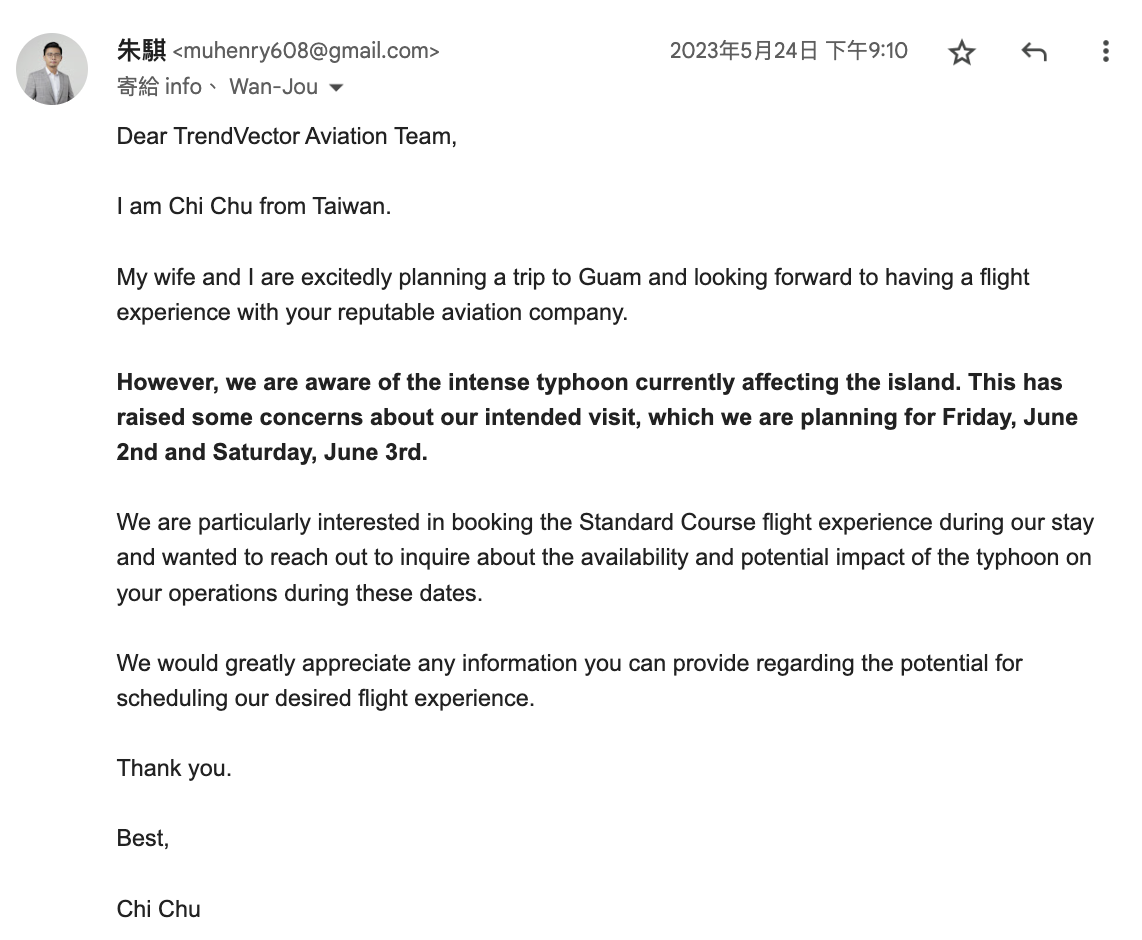 朱騏 <muhenry608@gmail.com>
2023年5月24日 下午9:10
寄給 info、 Wan-Jou
Dear TrendVector Aviation Team,
I am Chi Chu from Taiwan.
My wife and I are excitedly planning a trip to Guam and looking forward to having a flight
experience with your reputable aviation company.
However, we are aware of the intense typhoon currently affecting the island. This has
raised some concerns about our intended visit, which we are planning for Friday, June
2nd and Saturday, June 3rd.
We are particularly interested in booking the Standard Course flight experience during our stay
and wanted to reach out to inquire about the availability and potential impact of the typhoon on
your operations during these dates.
We would greatly appreciate any information you can provide regarding the potential for
scheduling our desired flight experience.
Thank you.
Best,
Chi Chu